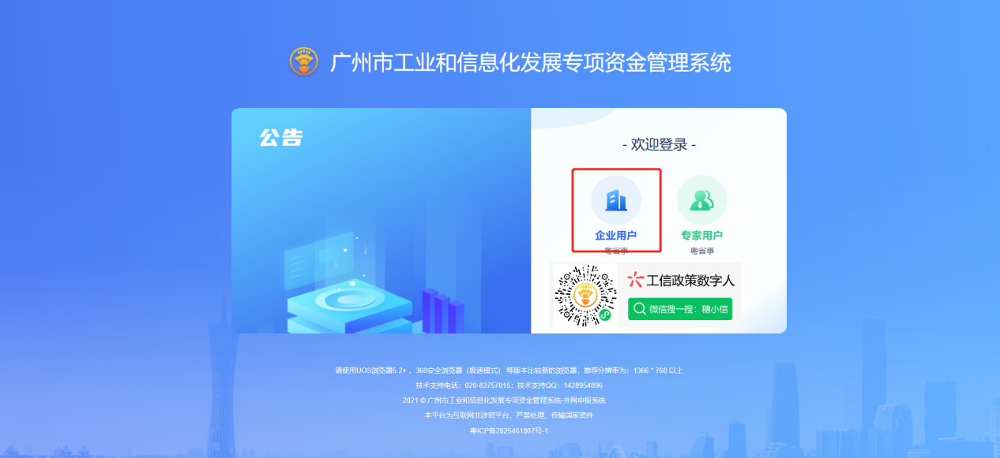 广州市工业和信息化发展专项资金管理系统
公告
- 欢迎登录 -
企业用户
专家用户
粤省事
粤省事
工信政策数字人
微信搜一搜：穗小信
请使用UOS浏览器5.2+ 、360安全浏览器（极速模式） 等版本比较新的浏览器，推荐分辨率为：1366 * 768 以上
技术支持电话：020-83757015；技术支持QQ：1428954896
2021 © 广州市工业和信息化发展专项资金管理系统-外网申报系统
本平台为互联网非涉密平台，严禁处理、传输国家密件
粤ICP备2025461807号-1